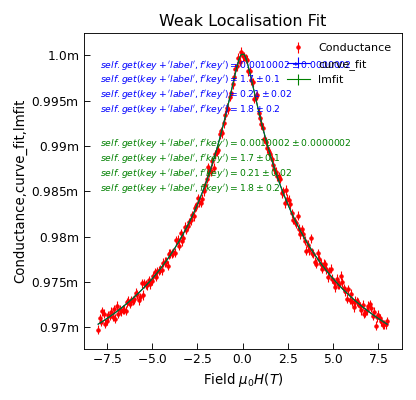 Weak Localisation Fit
Conductance
curve_fit
lmfit
self.get(key +'label', f'key') = 0.0010002 ± 0.0000002
self.get(key +'label', f'key') = 1.7 ± 0.1
self.get(key +'label', f'key') = 0.21 ± 0.02
self.get(key +'label', f'key') = 1.8 ± 0.2
self.get(key +'label', f'key') = 0.0010002 ± 0.0000002
self.get(key +'label', f'key') = 1.7 ± 0.1
self.get(key +'label', f'key') = 0.21 ± 0.02
self.get(key +'label', f'key') = 1.8 ± 0.2
1.0m
0.995m
0.99m
0.985m
0.98m
0.975m
0.97m
Conductance,curve_fit,lmfit
−7.5 −5.0 −2.5 0.0 2.5 5.0 7.5
Field μ₀H(T)